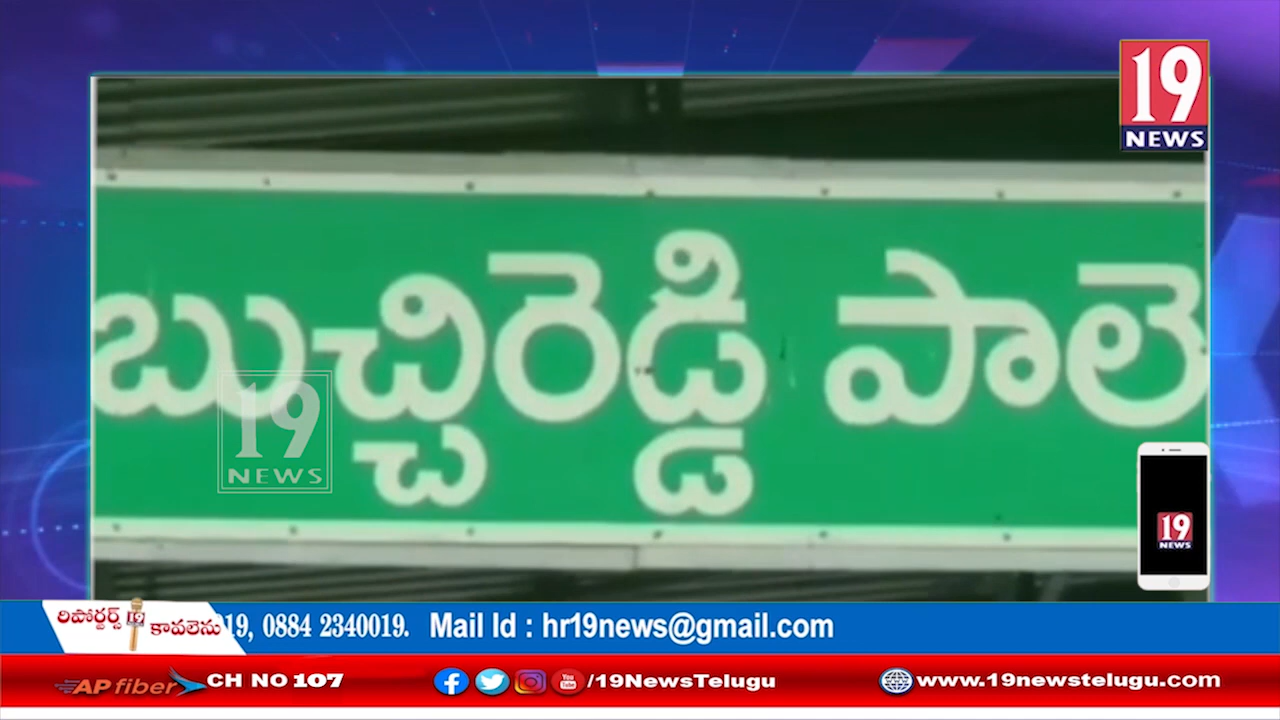 19
NEWS
బుచ్చిరెడ్డి పాలె
19
NEWS
19
NEWS
రిపోర్టర్స్ 19 కావలెను
19, 0884 2340019. Mail Id : hr19news@gmail.com
AP fiber CH NO 107 /19NewsTelugu www.19newstelugu.com